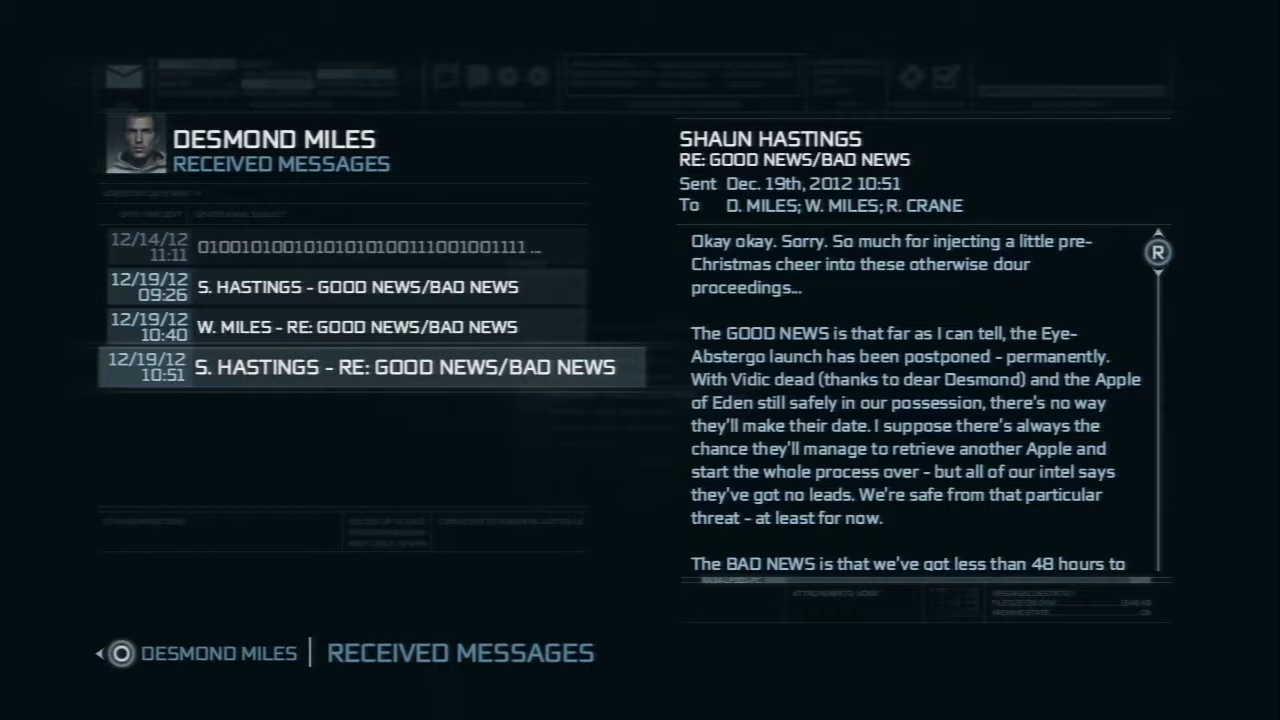 DESMOND MILES
RECEIVED MESSAGES
12/14/12
11:11
010010100101010101001110010011111 ...
12/19/12
09:26
S. HASTINGS - GOOD NEWS/BAD NEWS
12/19/12
10:40
W. MILES - RE: GOOD NEWS/BAD NEWS
12/19/12
10:51
S. HASTINGS - RE: GOOD NEWS/BAD NEWS
SHAUN HASTINGS
RE: GOOD NEWS/BAD NEWS
Sent Dec. 19th, 2012 10:51
To D. MILES; W. MILES; R. CRANE
Okay okay. Sorry. So much for injecting a little pre-
Christmas cheer into these otherwise dour
proceedings...
The GOOD NEWS is that far as I can tell, the Eye-
Abstergo launch has been postponed - permanently.
With Vidic dead (thanks to dear Desmond) and the Apple
of Eden still safely in our possession, there's no way
they'll make their date. I suppose there's always the
chance they'll manage to retrieve another Apple and
start the whole process over - but all of our intel says
they've got no leads. We're safe from that particular
threat - at least for now.
The BAD NEWS is that we've got less than 48 hours to
R
DESMOND MILES | RECEIVED MESSAGES